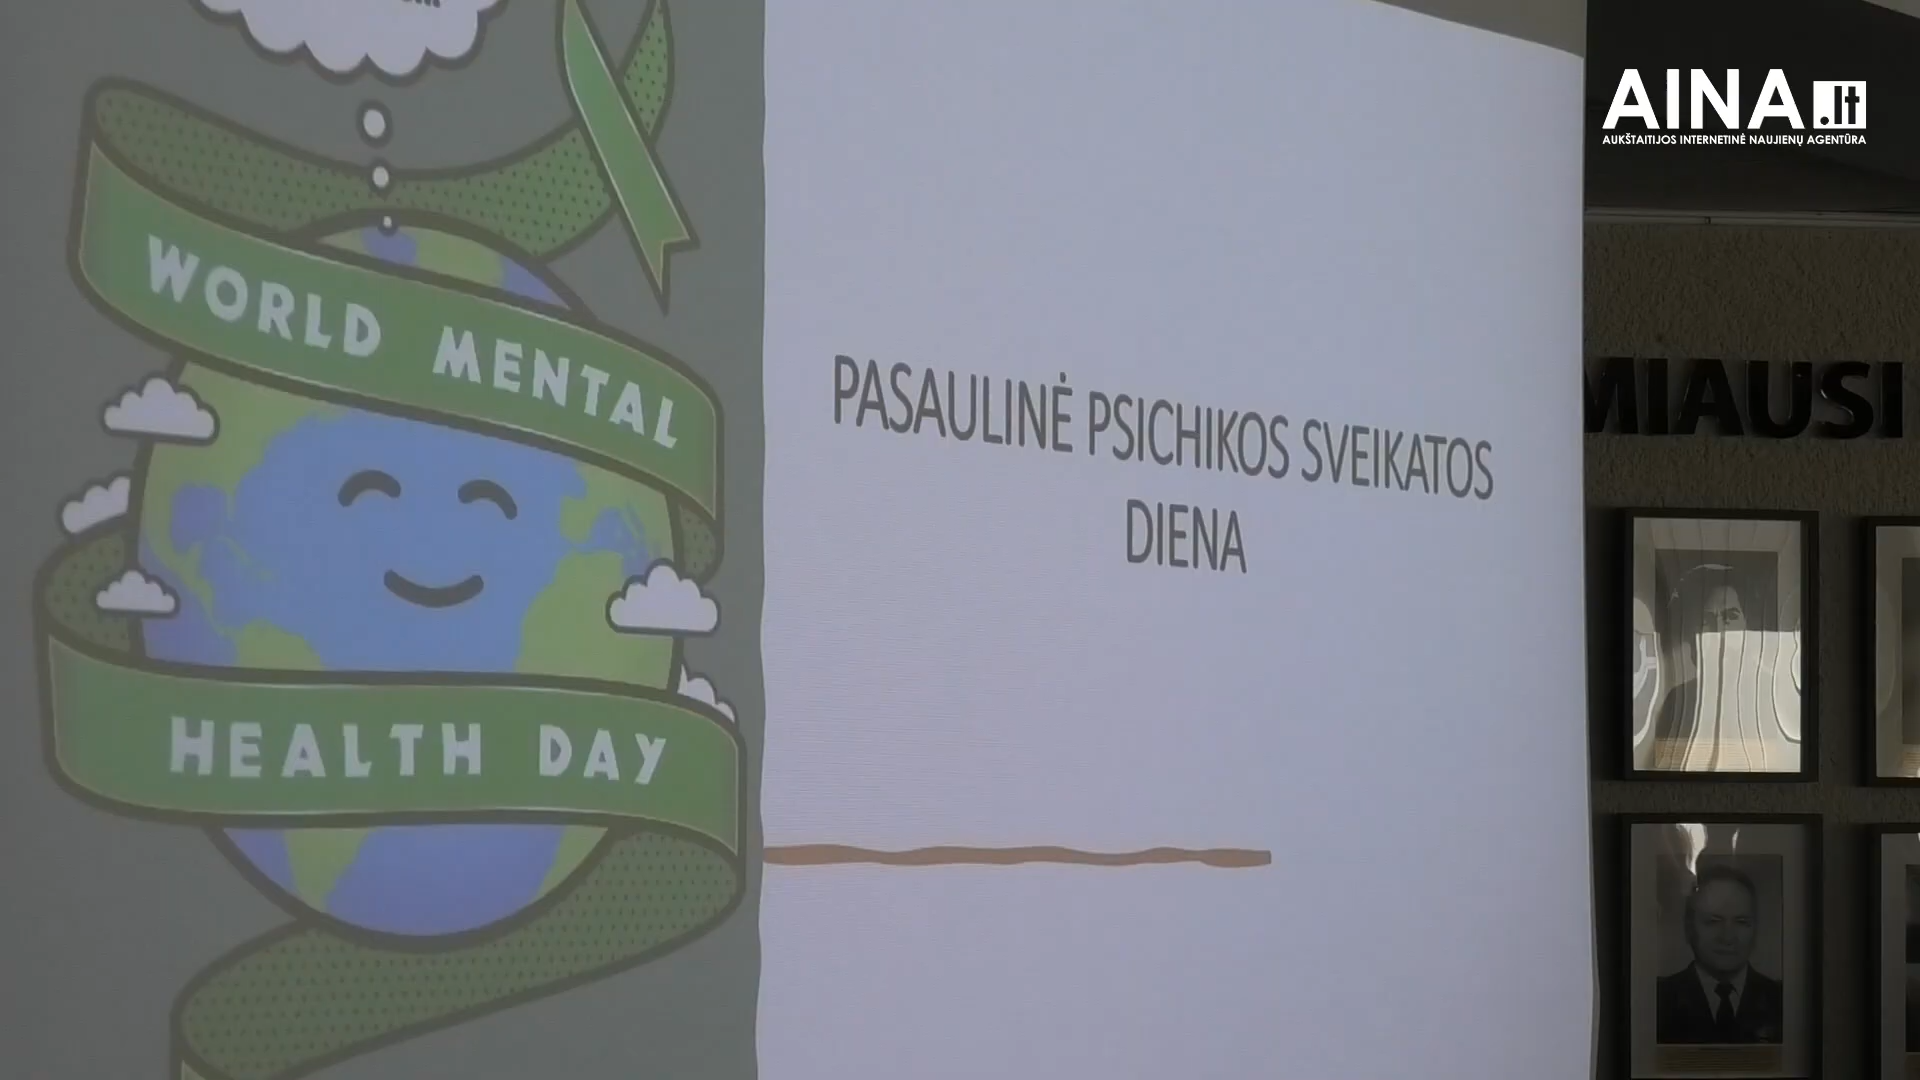 WORLD MENTAL
HEALTH DAY
PASAULINĖ PSICHIKOS SVEIKATOS
DIENA
AINA.lt
AUKŠTAITIJOS INTERNETINĖ NAUJIENŲ AGENTŪRA
MIAUSI